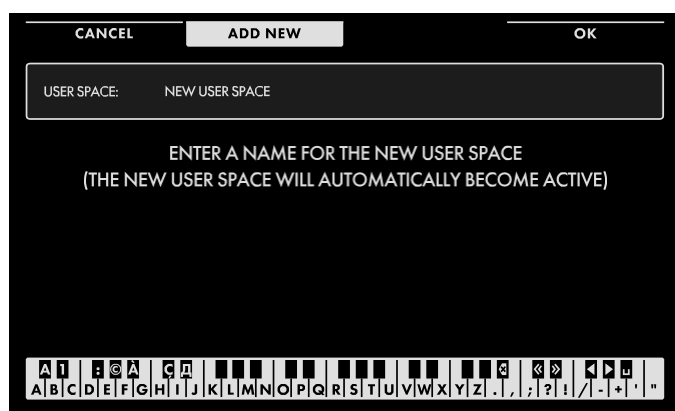 CANCEL ADD NEW OK
USER SPACE: NEW USER SPACE
ENTER A NAME FOR THE NEW USER SPACE
(THE NEW USER SPACE WILL AUTOMATICALLY BECOME ACTIVE)
A 1 : © À Ç Д « »
A B C D E F G H I J K L M N O P Q R S T U V W X Y Z . , ; ? ! / - + ' "